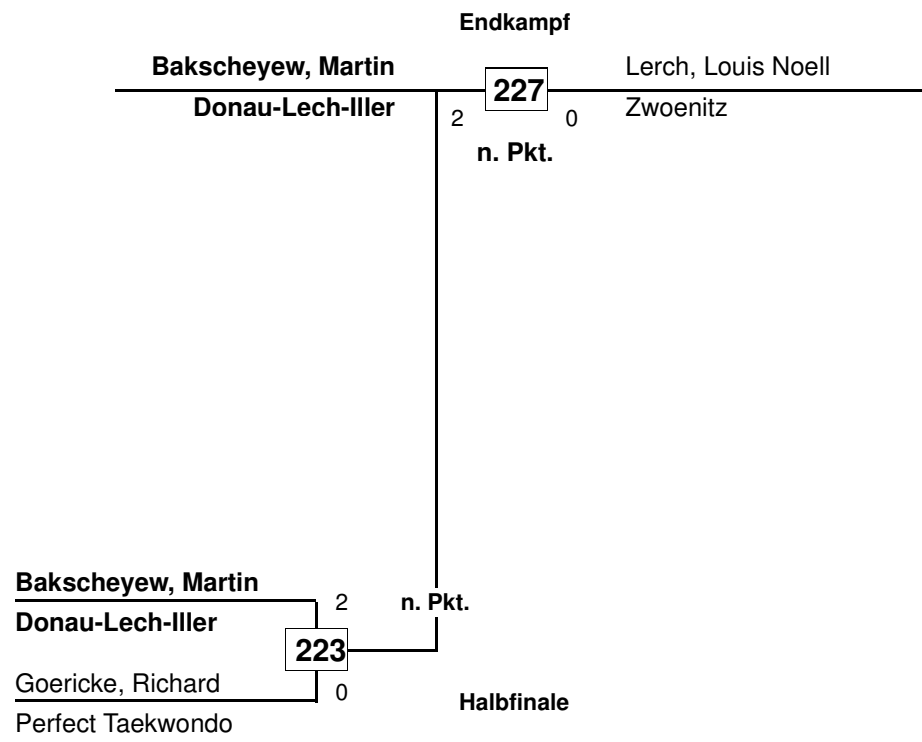 Endkampf
Bakscheyew, Martin
Donau-Lech-Iller
2
227
0
n. Pkt.
Lerch, Louis Noell
Zwoenitz
Bakscheyew, Martin
Donau-Lech-Iller
2
n. Pkt.
223
Goericke, Richard
Perfect Taekwondo
0
Halbfinale